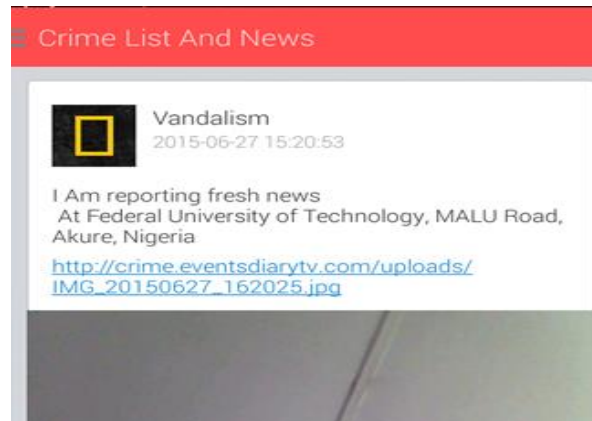 Crime List And News
Vandalism
2015-06-27 15:20:53
I Am reporting fresh news
At Federal University of Technology, MALU Road,
Akure, Nigeria
http://crime.eventsdiarytv.com/uploads/
IMG_20150627_162025.jpg